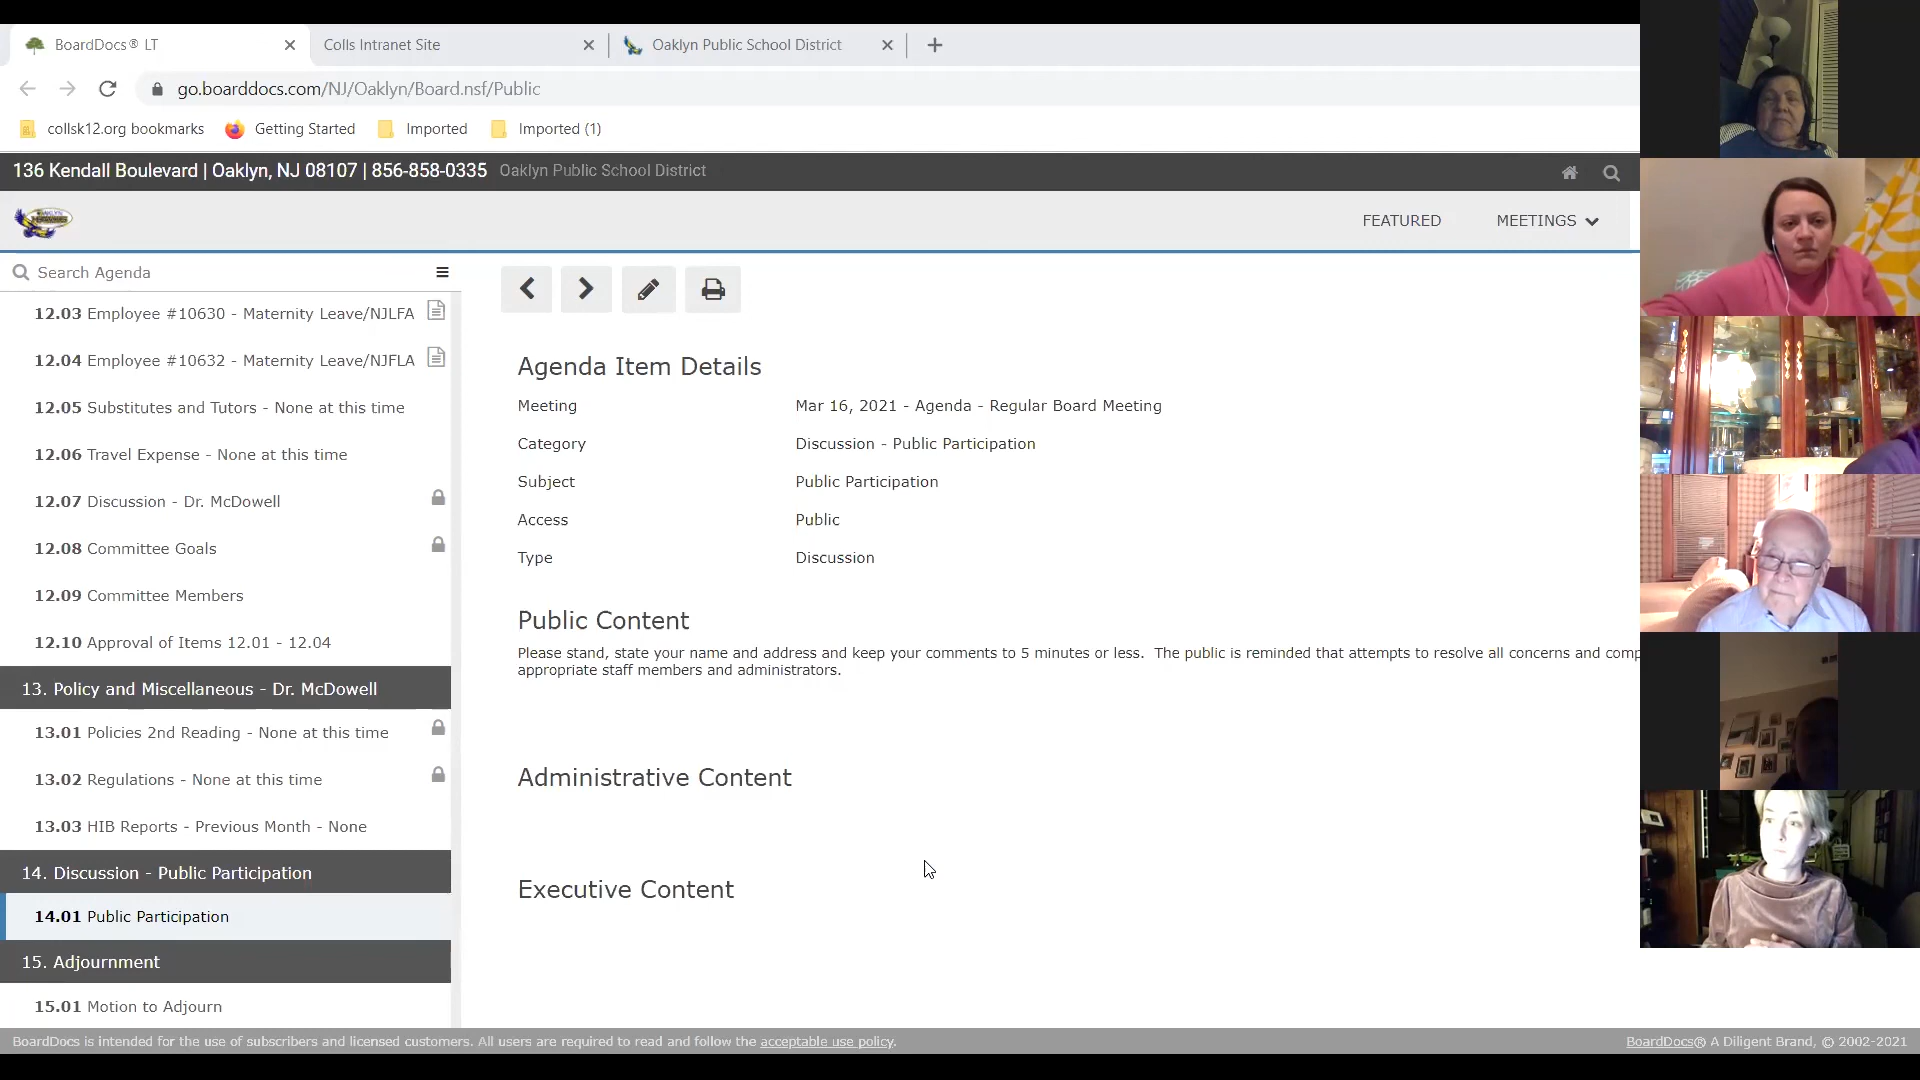 BoardDocs® LT
Colls Intranet Site
Oaklyn Public School District
go.boarddocs.com/NJ/Oaklyn/Board.nsf/Public
collsk12.org bookmarks
Getting Started
Imported
Imported (1)
136 Kendall Boulevard | Oaklyn, NJ 08107 | 856-858-0335 Oaklyn Public School District
FEATURED
MEETINGS
Search Agenda
12.03 Employee #10630 - Maternity Leave/NJLFA
12.04 Employee #10632 - Maternity Leave/NJFLA
12.05 Substitutes and Tutors - None at this time
12.06 Travel Expense - None at this time
12.07 Discussion - Dr. McDowell
12.08 Committee Goals
12.09 Committee Members
12.10 Approval of Items 12.01 - 12.04
13. Policy and Miscellaneous - Dr. McDowell
13.01 Policies 2nd Reading - None at this time
13.02 Regulations - None at this time
13.03 HIB Reports - Previous Month - None
14. Discussion - Public Participation
14.01 Public Participation
15. Adjournment
15.01 Motion to Adjourn
Agenda Item Details
Meeting Mar 16, 2021 - Agenda - Regular Board Meeting
Category Discussion - Public Participation
Subject Public Participation
Access Public
Type Discussion
Public Content
Please stand, state your name and address and keep your comments to 5 minutes or less. The public is reminded that attempts to resolve all concerns and comp
appropriate staff members and administrators.
Administrative Content
Executive Content
BoardDocs is intended for the use of subscribers and licensed customers. All users are required to read and follow the acceptable use policy.
BoardDocs® A Diligent Brand, © 2002-2021